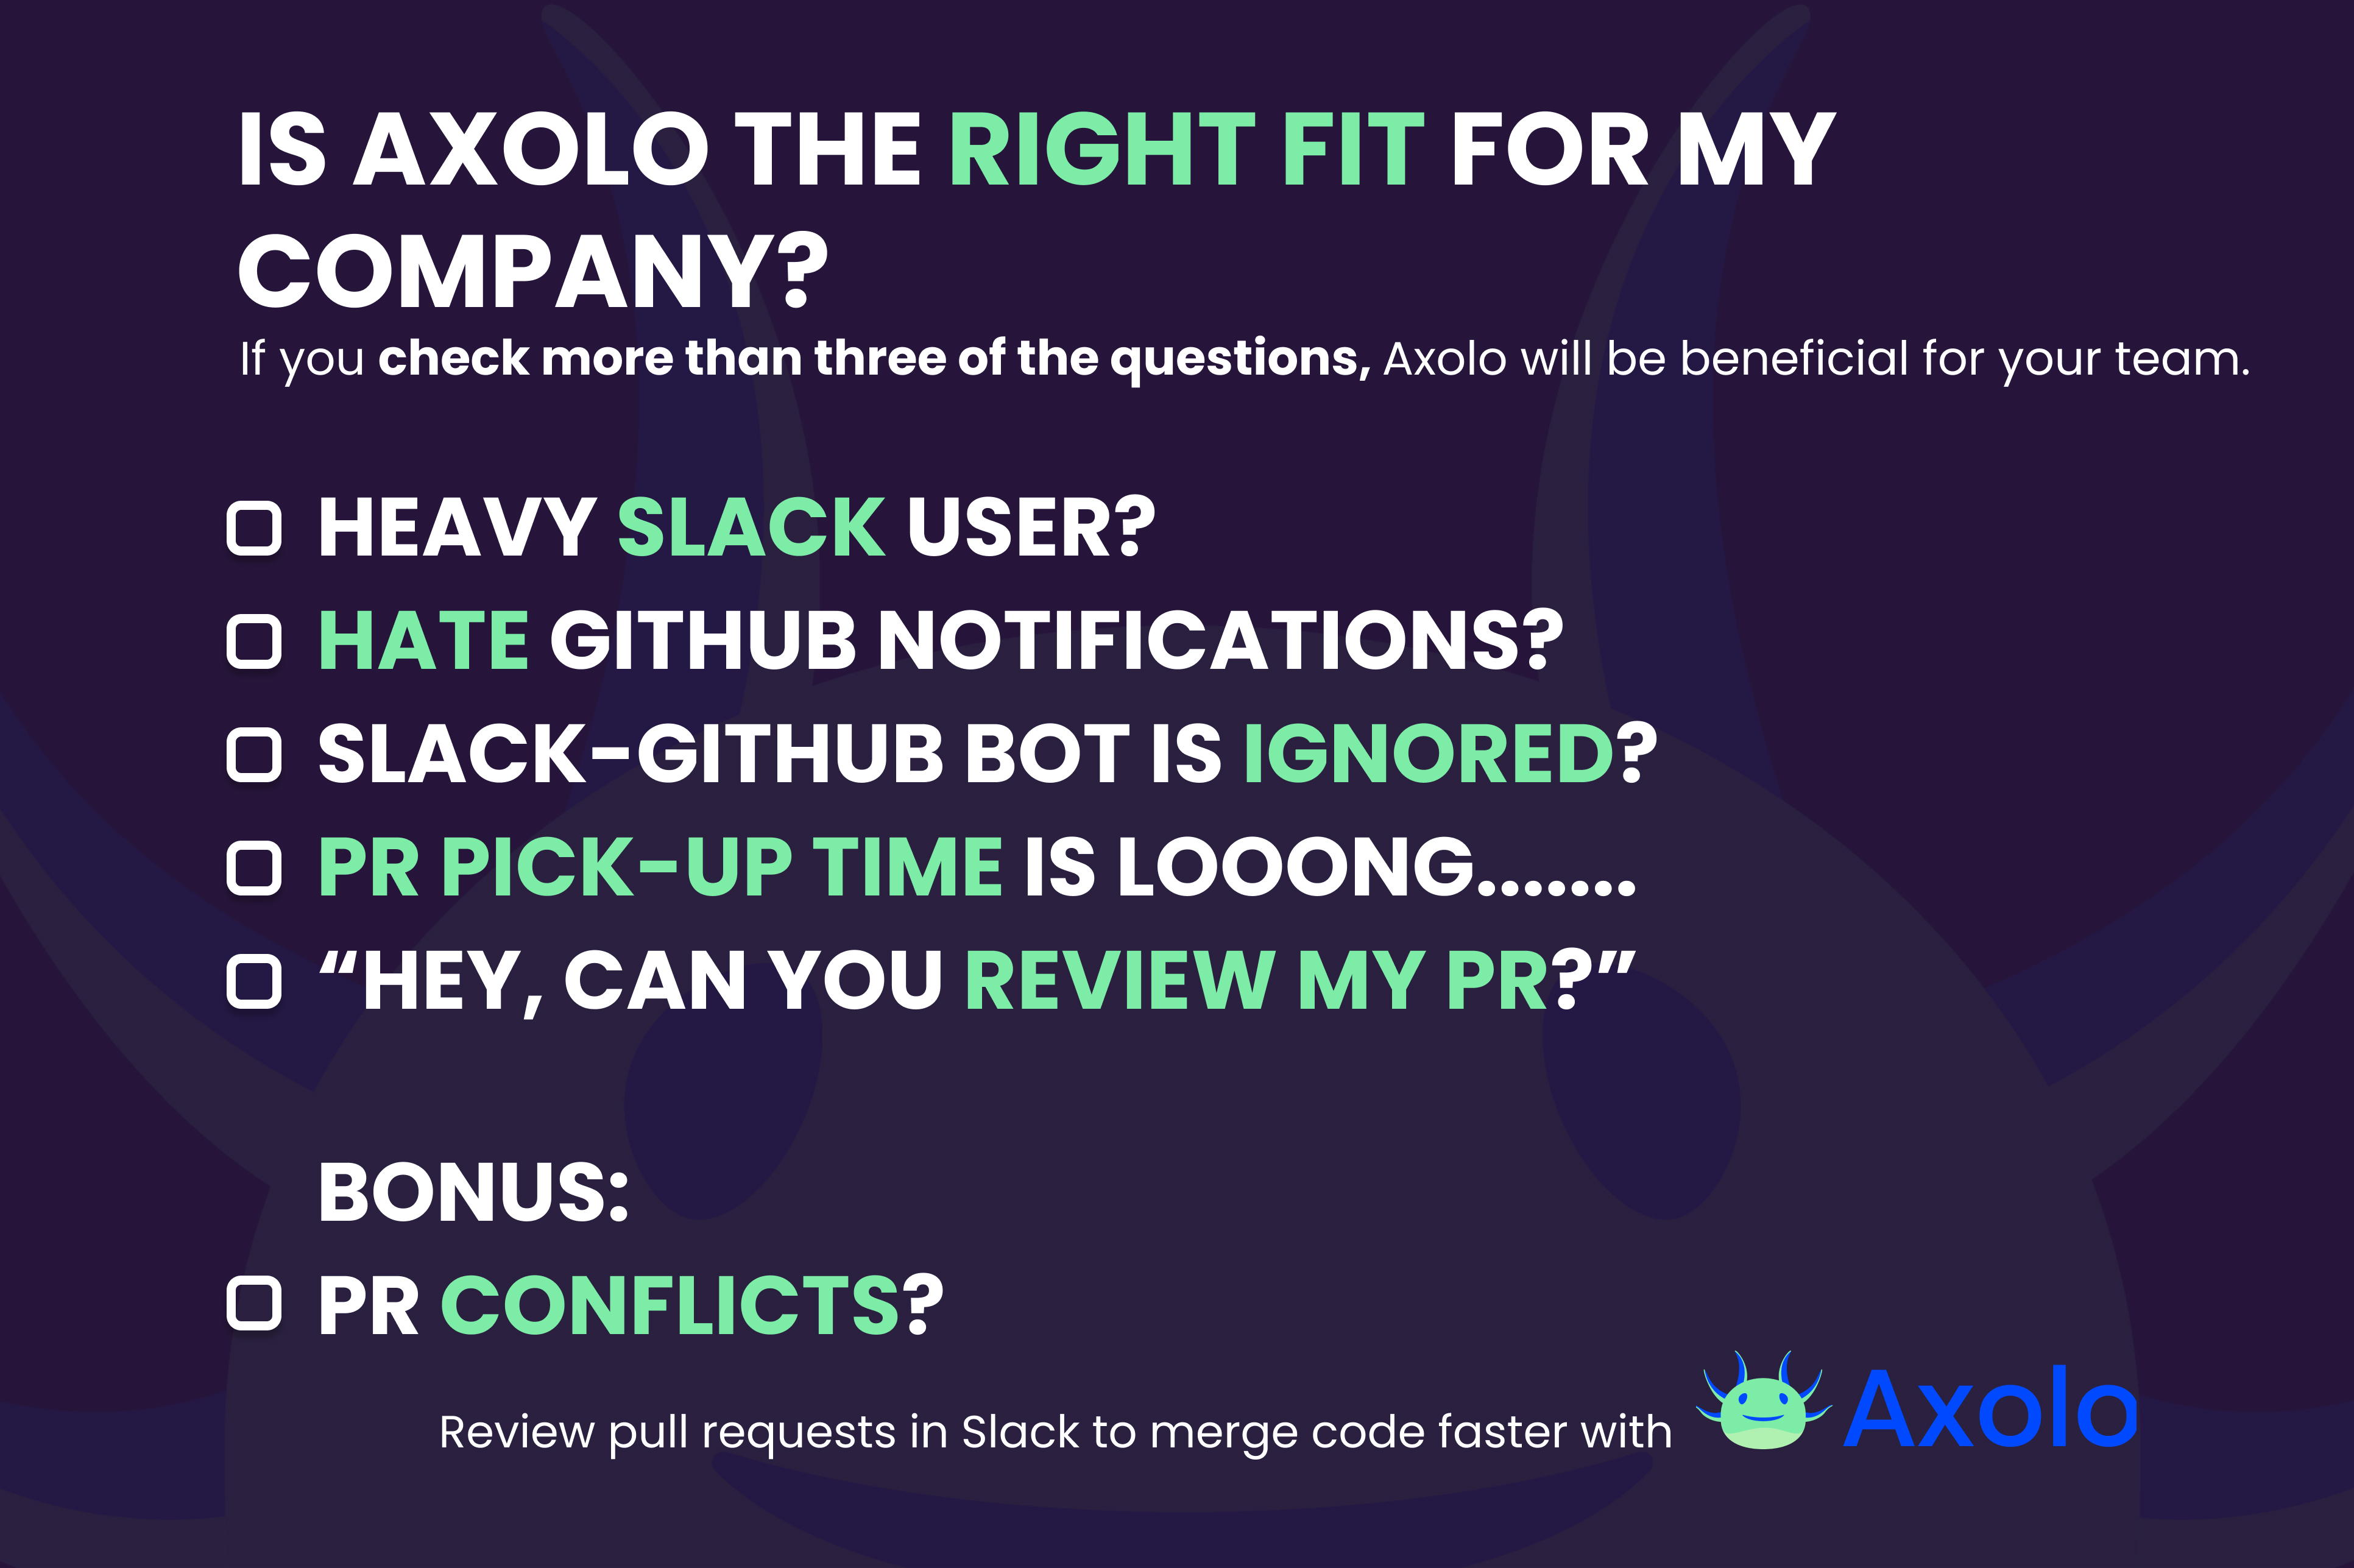 IS AXOLO THE RIGHT FIT FOR MY
COMPANY?
If you check more than three of the questions, Axolo will be beneficial for your team.
HEAVY SLACK USER?
HATE GITHUB NOTIFICATIONS?
SLACK-GITHUB BOT IS IGNORED?
PR PICK-UP TIME IS LOOONG.......
“HEY, CAN YOU REVIEW MY PR?”
BONUS:
PR CONFLICTS?
Review pull requests in Slack to merge code faster with Axolo